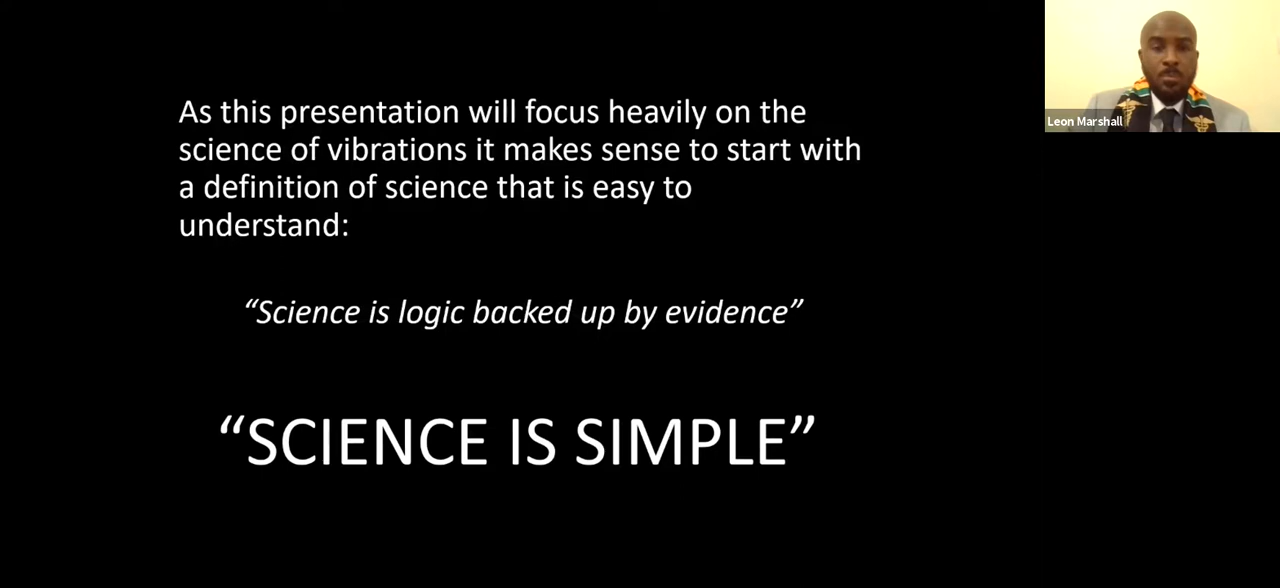 As this presentation will focus heavily on the
science of vibrations it makes sense to start with
a definition of science that is easy to
understand:
“Science is logic backed up by evidence”
“SCIENCE IS SIMPLE”
Leon Marshall